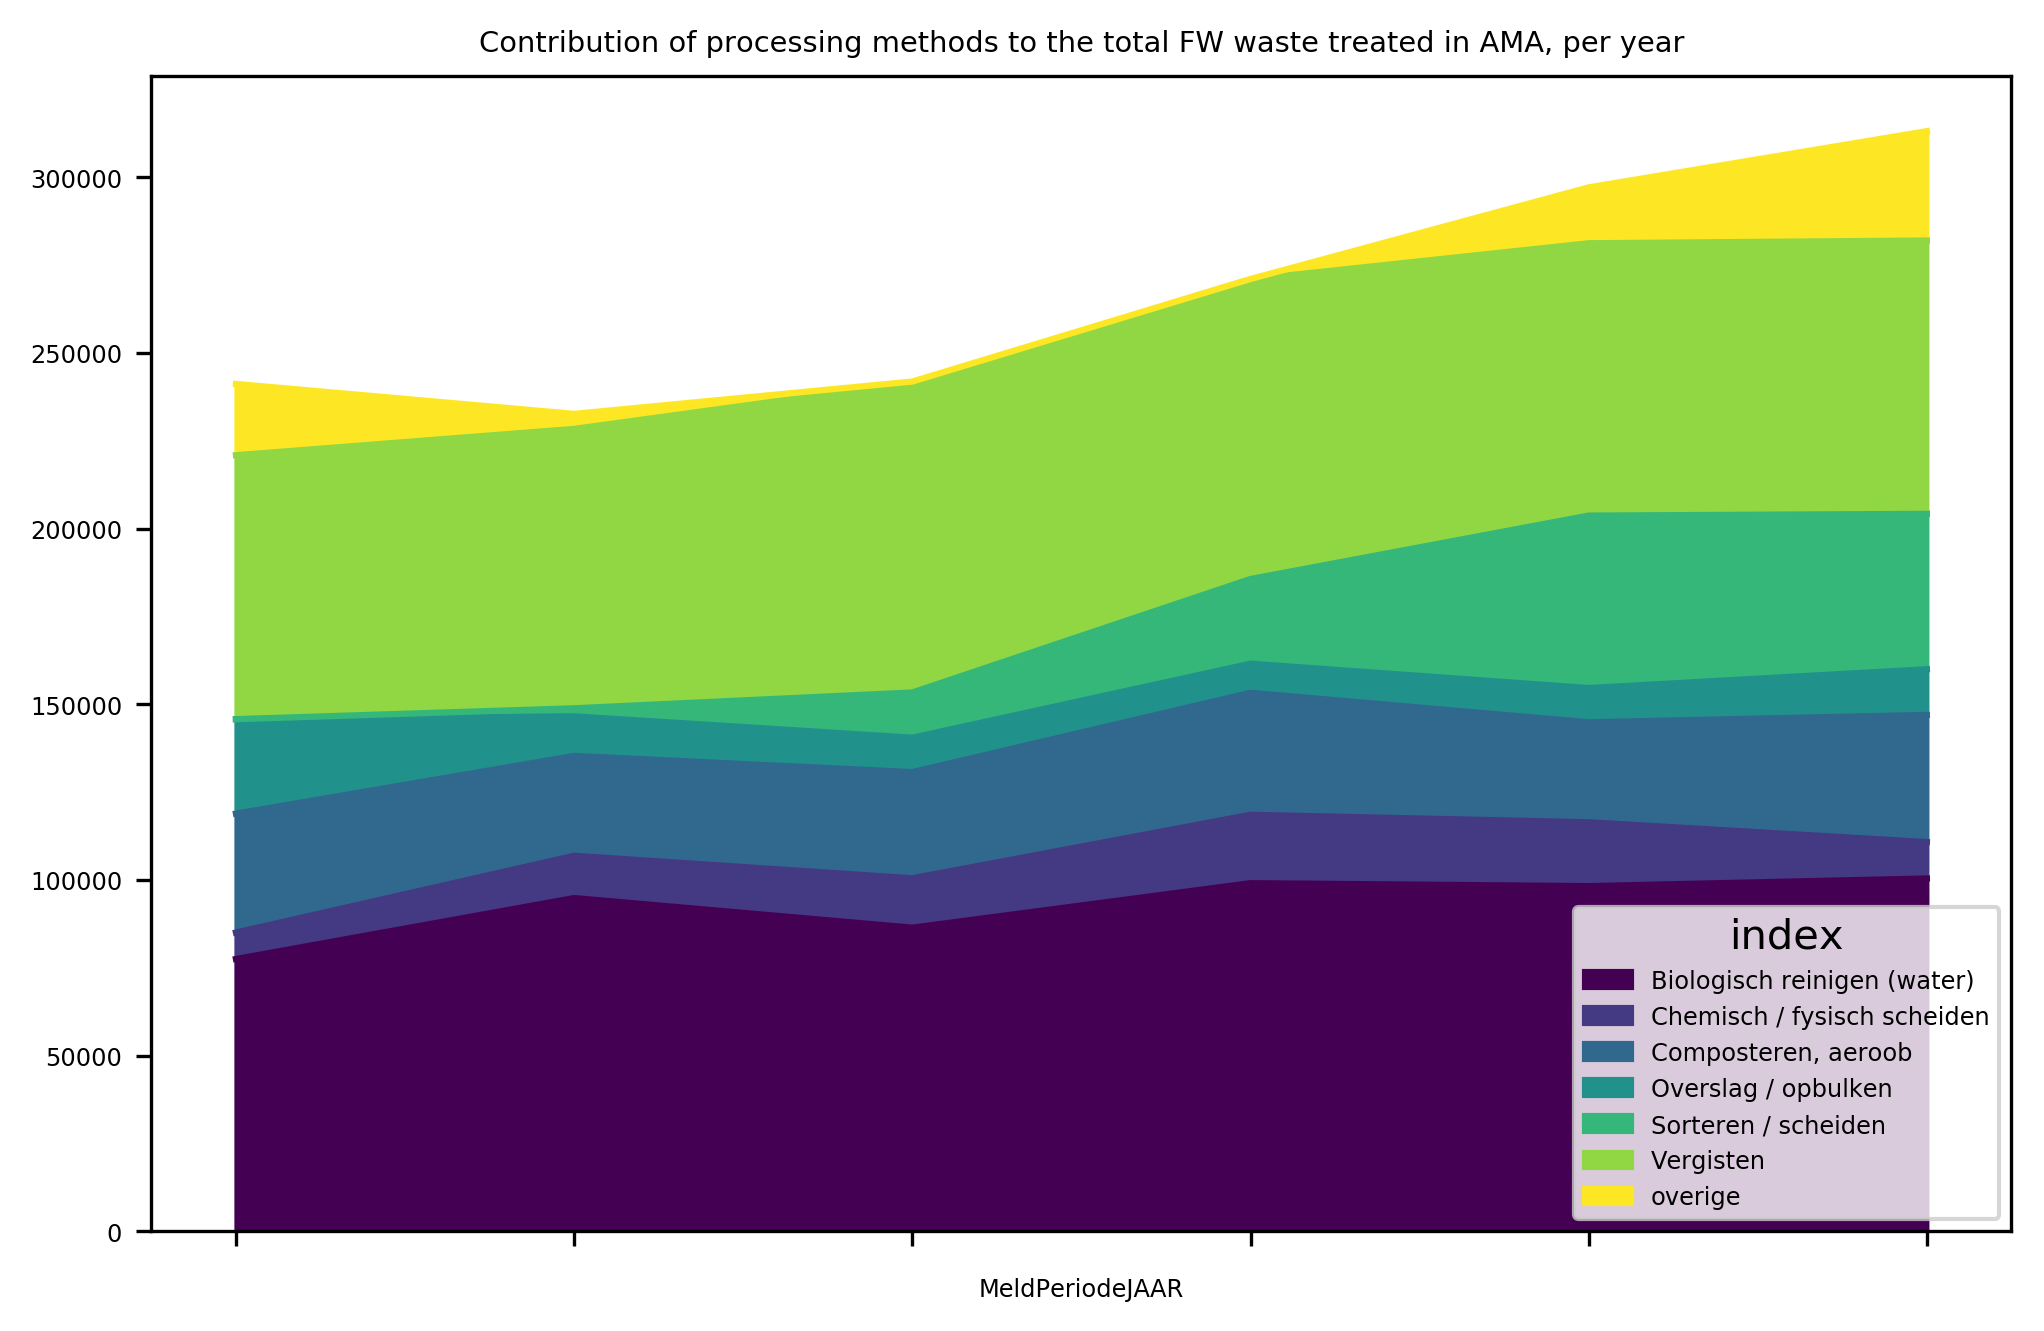 Contribution of processing methods to the total FW waste treated in AMA, per year
300000
250000
200000
150000
100000
50000
0
index
Biologisch reinigen (water)
Chemisch / fysisch scheiden
Composteren, aeroob
Overslag / opbulken
Sorteren / scheiden
Vergisten
overige
MeldPeriodeJAAR